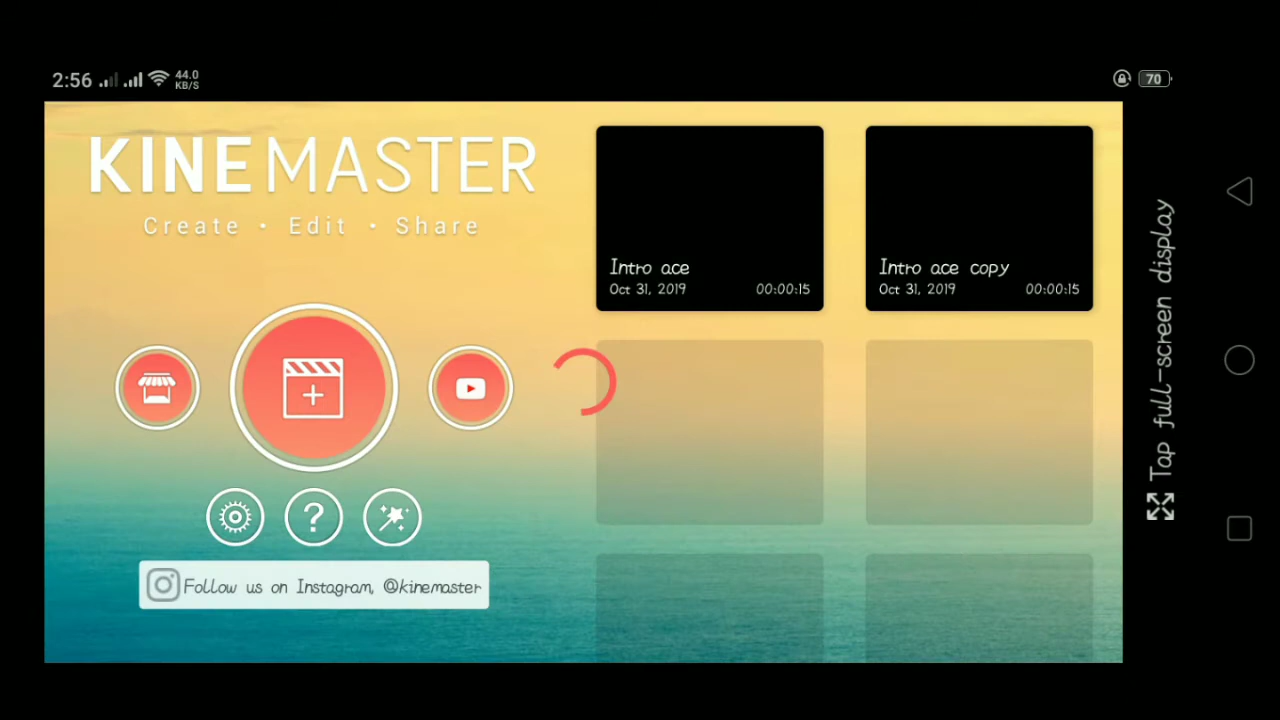 2:56
44.0
KB/S
70
KINEMASTER
Create • Edit • Share
Intro ace
Oct 31, 2019 00:00:15
Intro ace copy
Oct 31, 2019 00:00:15
?
Follow us on Instagram, @kinemaster
Tap full-screen display